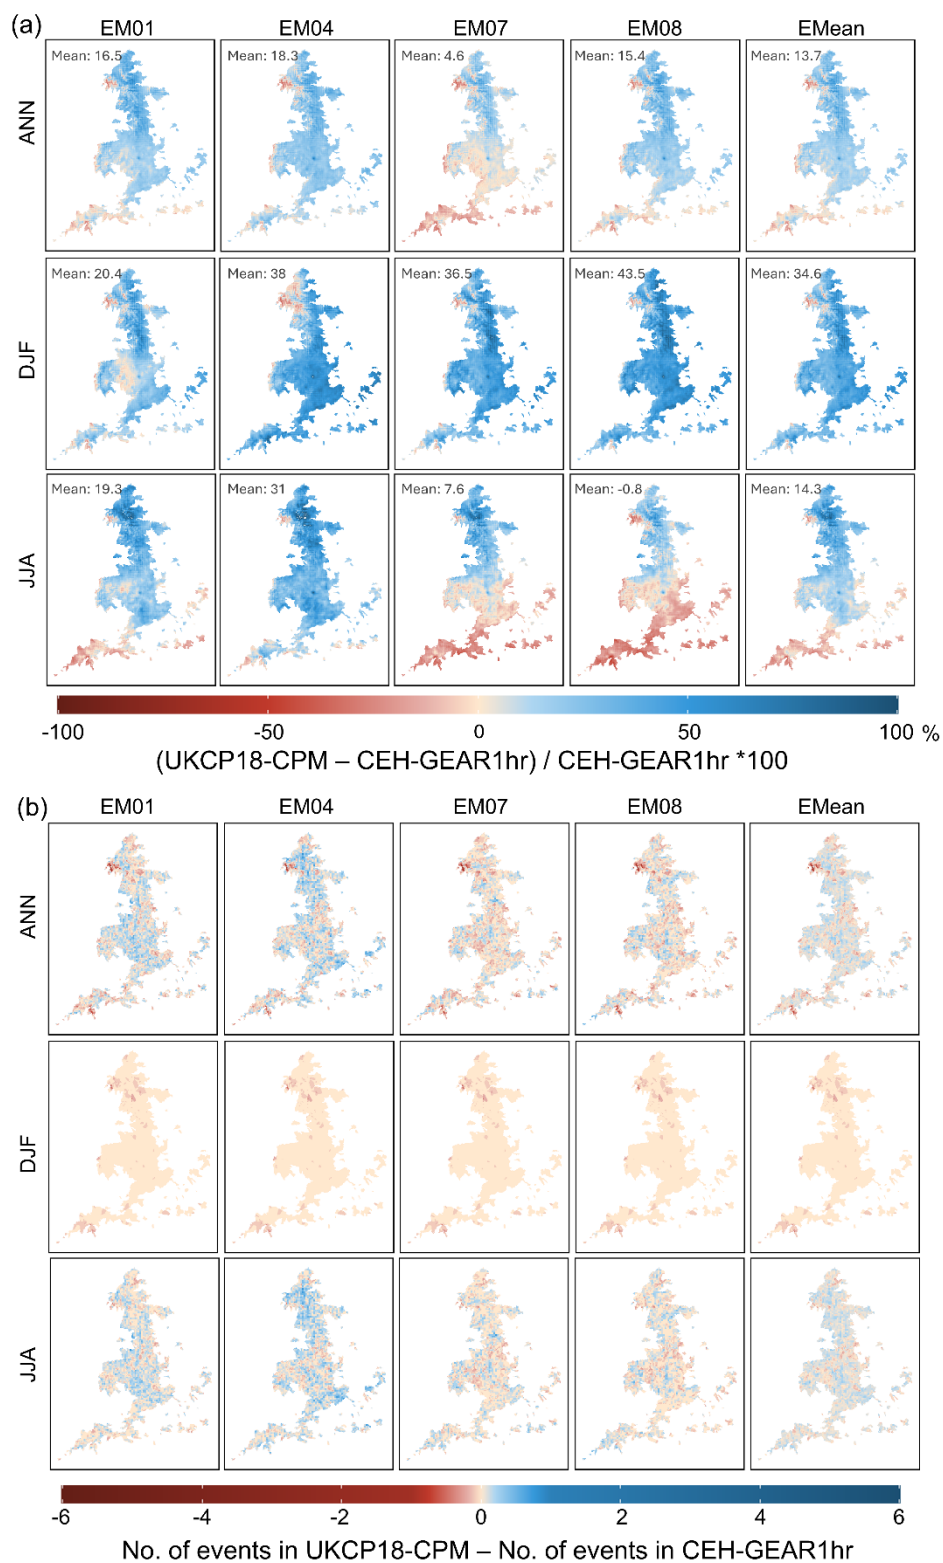 (a)
EM01 EM04 EM07 EM08 EMean
ANN
Mean: 16.5 Mean: 18.3 Mean: 4.6 Mean: 15.4 Mean: 13.7
DJF
Mean: 20.4 Mean: 38 Mean: 36.5 Mean: 43.5 Mean: 34.6
JJA
Mean: 19.3 Mean: 31 Mean: 7.6 Mean: -0.8 Mean: 14.3
-100 -50 0 50 100 %
(UKCP18-CPM – CEH-GEAR1hr) / CEH-GEAR1hr *100
(b)
EM01 EM04 EM07 EM08 EMean
ANN
DJF
JJA
-6 -4 -2 0 2 4 6
No. of events in UKCP18-CPM – No. of events in CEH-GEAR1hr